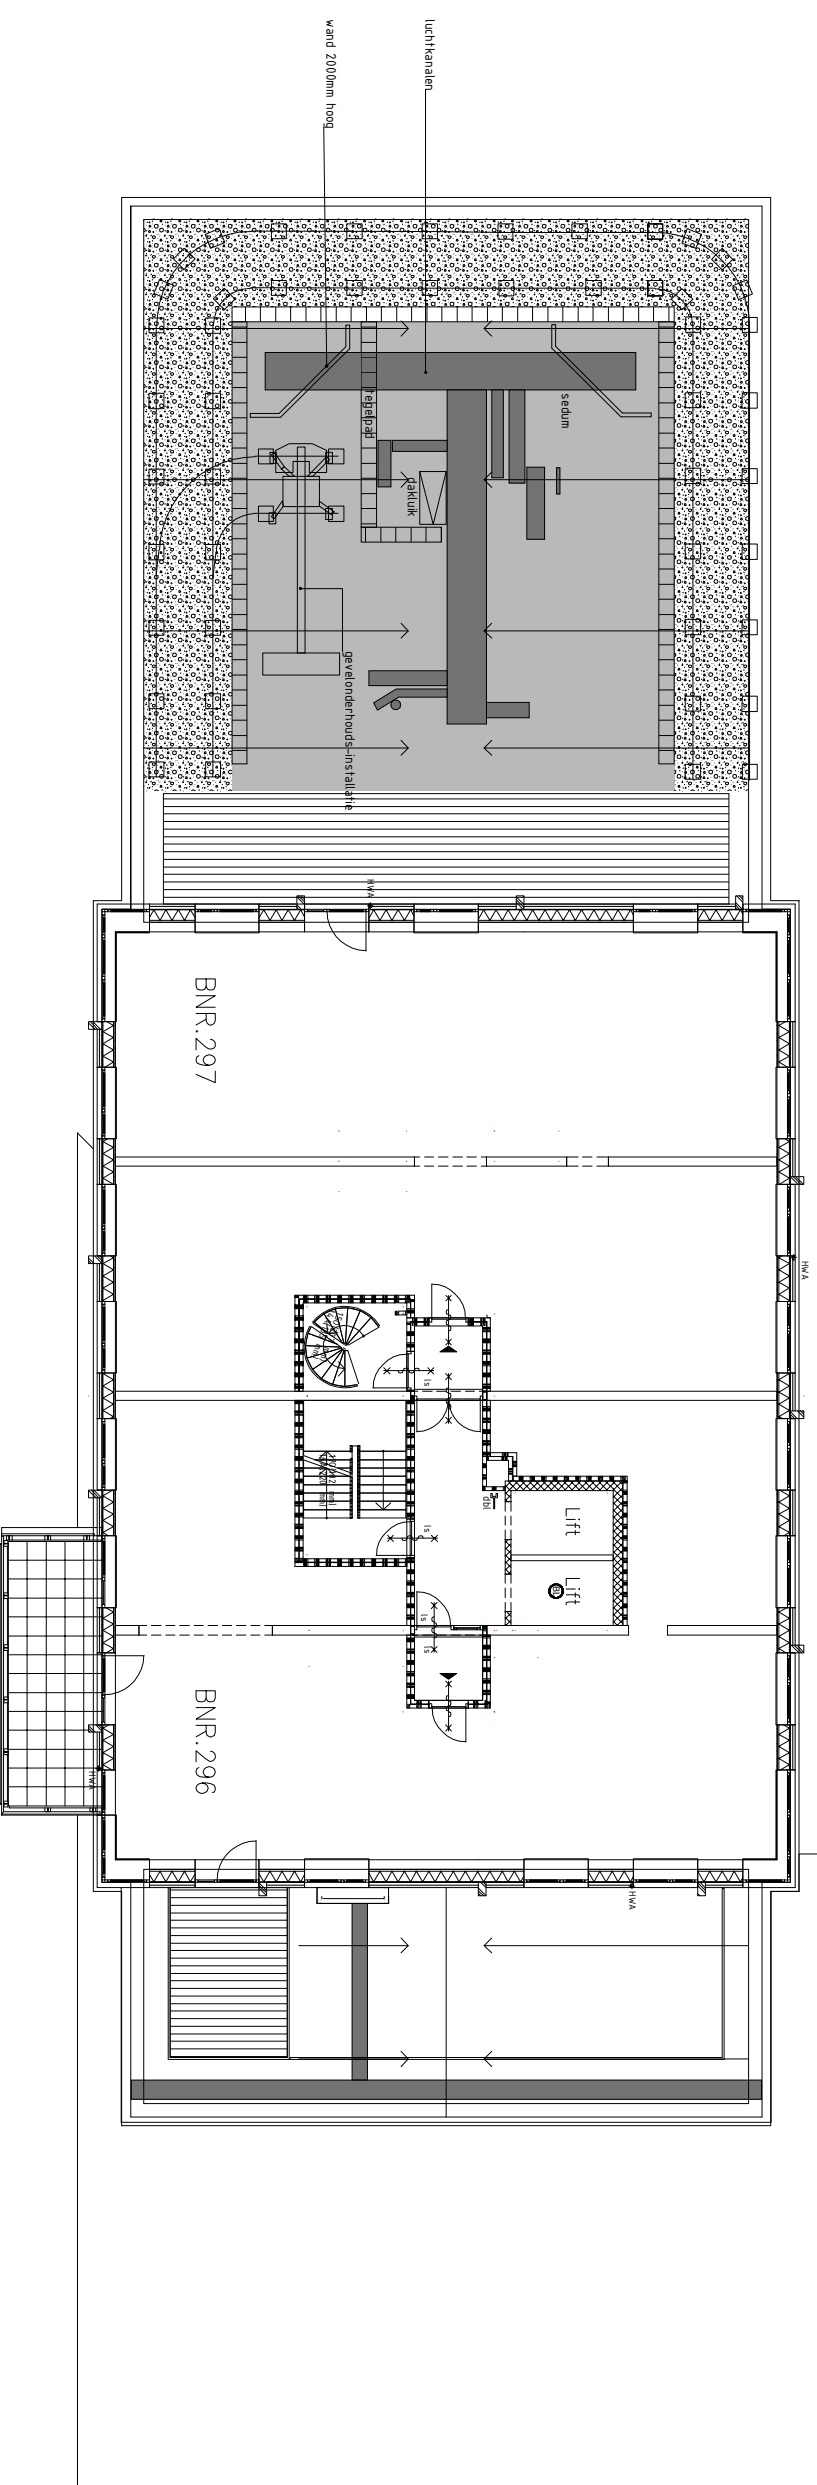 luchtkanalen
wand 2000mm hoog
sedum
tegelpad
dakluik
gevelonderhouds-installatie
HWA
BNR.297
HWA
ls
dbl
Lift
ls
Lift
ls
ls
BNR.296
HWA
HWA